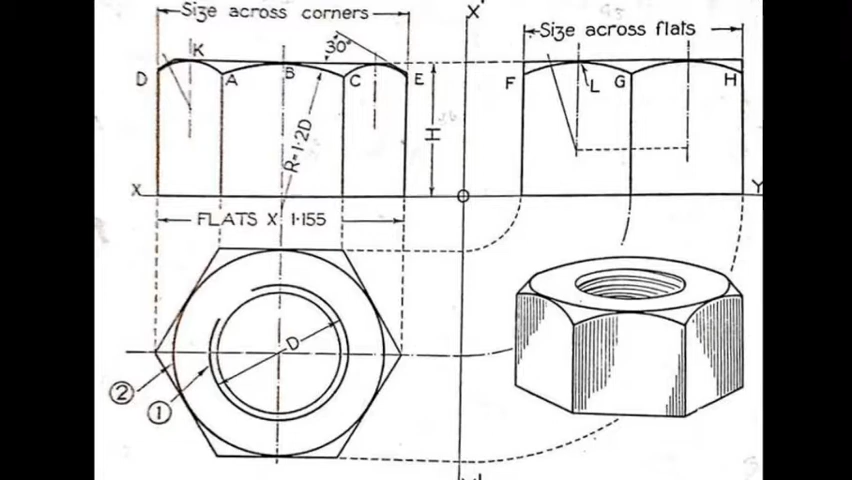 Size across corners
X'
Size across flats
K
30°
D
A
B
C
E
F
L
G
H
R=1·2D
H
X
Y
FLATS X 1·155
D
②
①